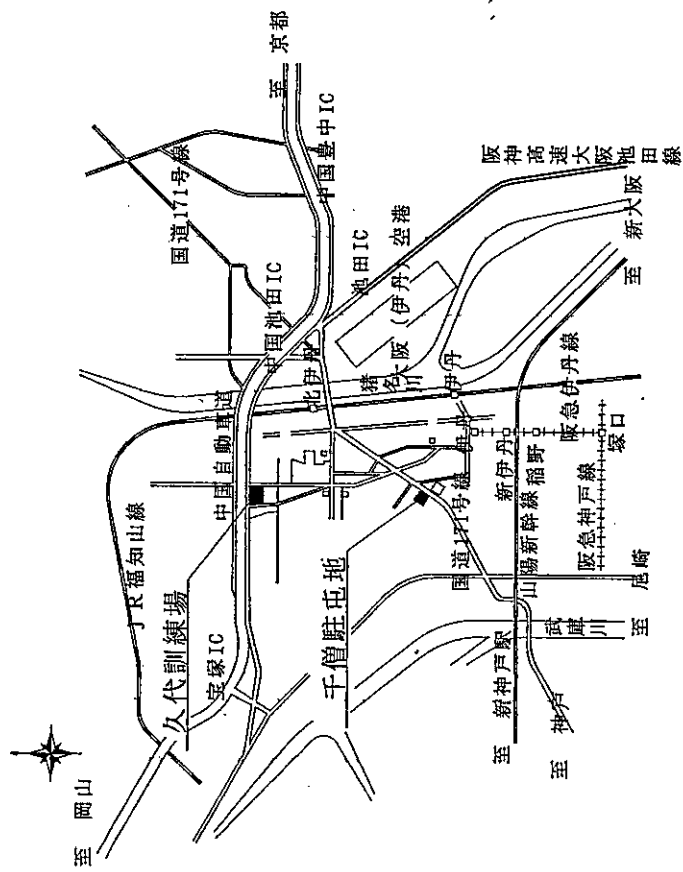 至 京都
国道171号線
中国豊中IC
阪神高速大阪池田線
中国池田IC
池田IC
大阪(伊丹)空港
至 新大阪
猪名川
北伊丹
伊丹
JR福知山線
中国自動車道
伊丹
新伊丹
稲野
阪急伊丹線
塚口
久代訓練場
宝塚IC
千僧駐屯地
国道171号線
山陽新幹線
阪急神戸線
至 尼崎
武庫川
至 新神戸駅
至 神戸
至 岡山